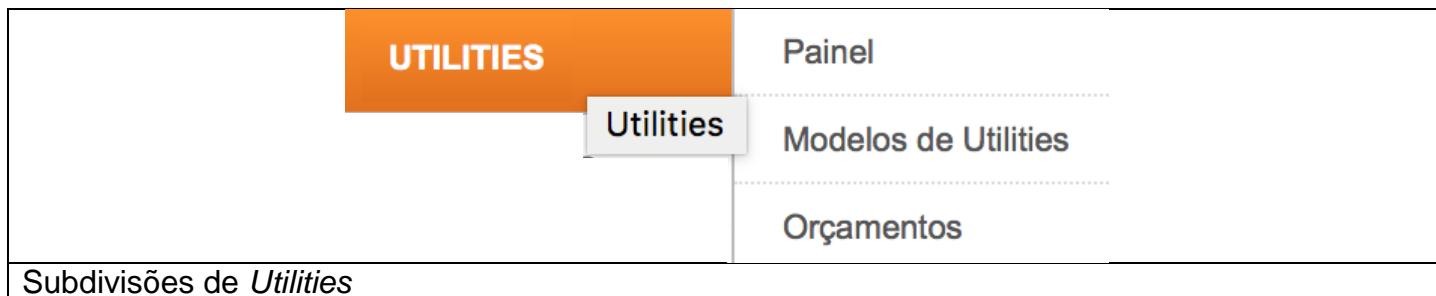 UTILITIES
Utilities
Painel
Modelos de Utilities
Orçamentos
Subdivisões de Utilities